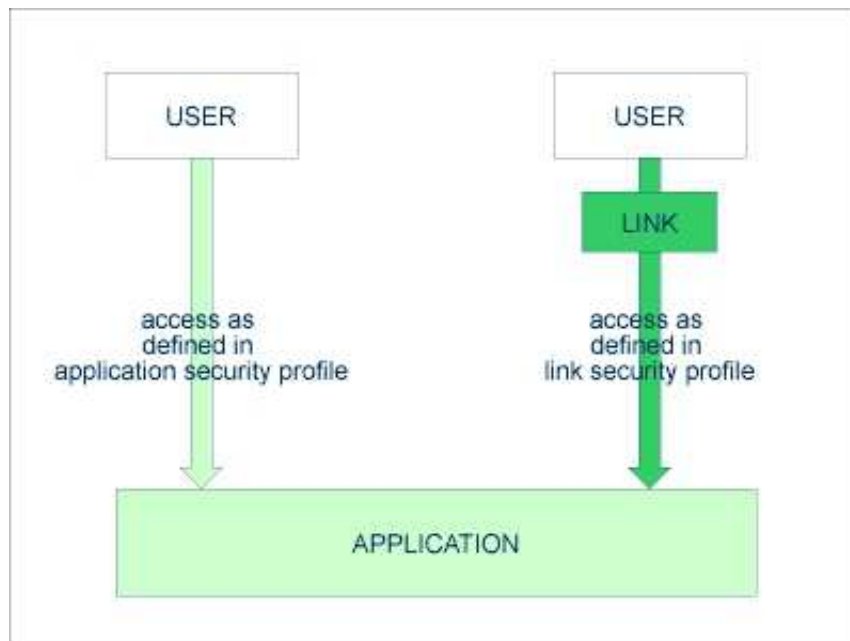 USER
USER
LINK
access as
defined in
application security profile
access as
defined in
link security profile
APPLICATION